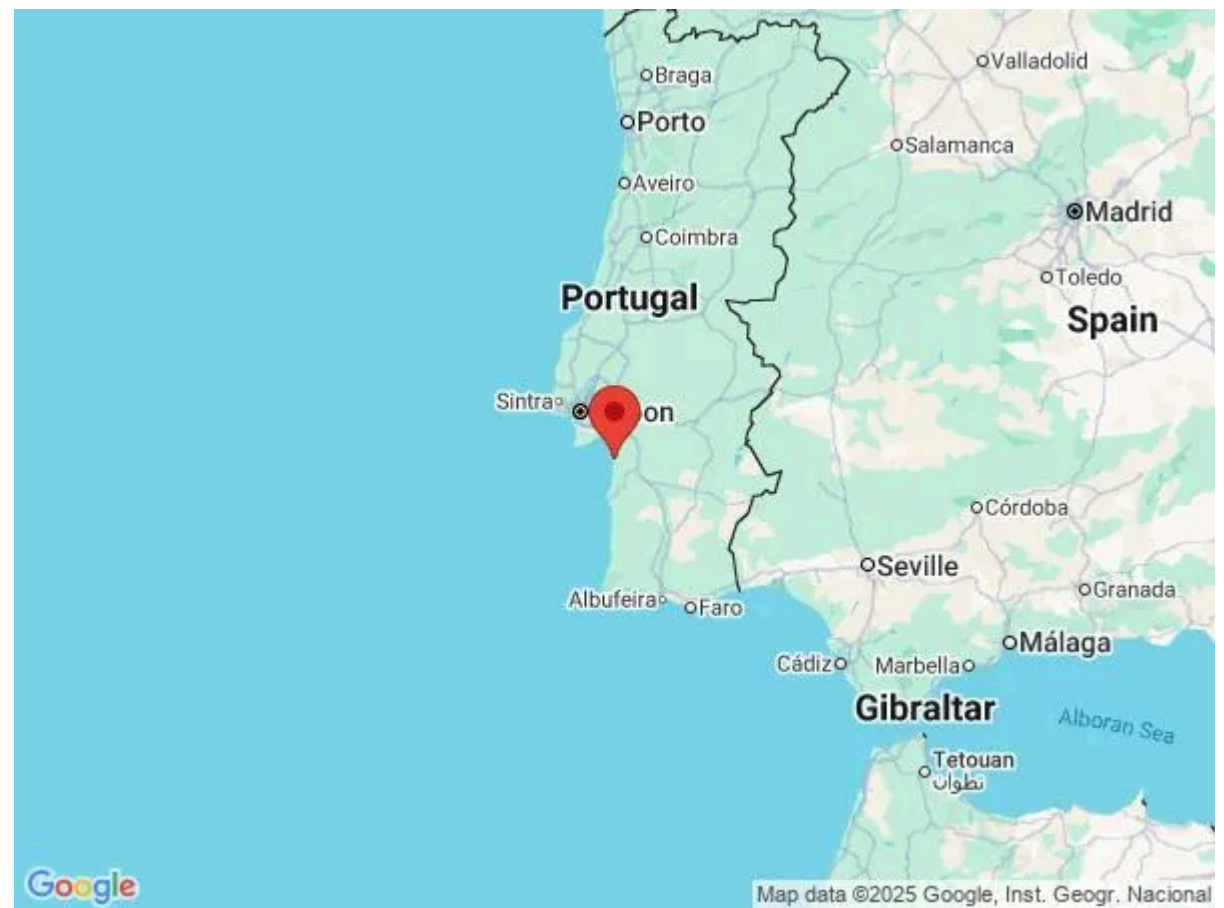 Valladolid
Braga
Porto
Salamanca
Aveiro
Madrid
Coimbra
Toledo
Portugal
Spain
Sintra
on
Córdoba
Seville
Granada
Albufeira
Faro
Málaga
Cádiz
Marbella
Gibraltar
Alboran Sea
Tetouan
تطوان
Google
Map data ©2025 Google, Inst. Geogr. Nacional